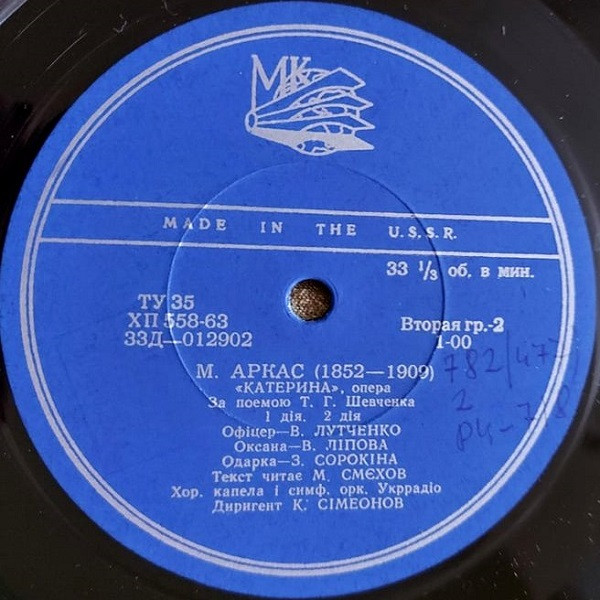 МК
MADE IN THE U.S.S.R.
33 ⅓ об. в мин.
ТУ 35
ХП 558-63
33Д—012902
Вторая гр.-2
1-00
М. АРКАС (1852—1909)
«КАТЕРИНА», опера
За поемою Т. Г. Шевченка
1 дія. 2 дія
Офіцер—В. ЛУТЧЕНКО
Оксана—В. ЛІПОВА
Одарка—З. СОРОКІНА
Текст читає М. СМЄХОВ
Хор. капела і симф. орк. Укррадіо
Диригент К. СІМЕОНОВ
2